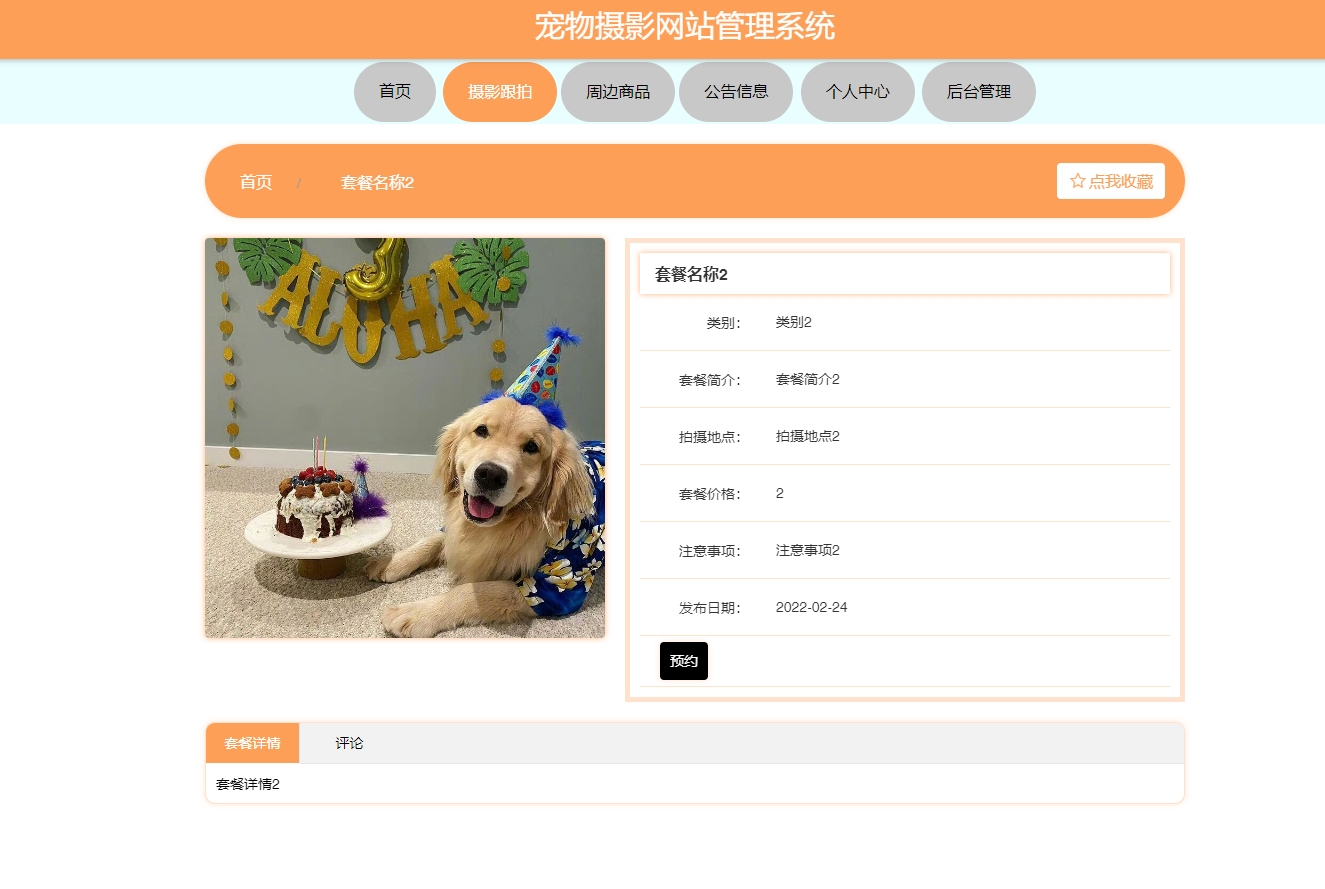 宠物摄影网站管理系统
首页 摄影跟拍 周边商品 公告信息 个人中心 后台管理
首页 / 套餐名称2 ☆点我收藏
3
ALOHA
套餐名称2
类别： 类别2
套餐简介： 套餐简介2
拍摄地点： 拍摄地点2
套餐价格： 2
注意事项： 注意事项2
发布日期： 2022-02-24
预约
套餐详情 评论
套餐详情2